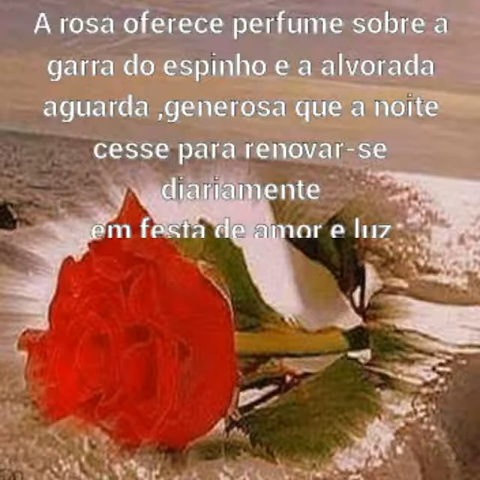 A rosa oferece perfume sobre a
garra do espinho e a alvorada
aguarda ,generosa que a noite
cesse para renovar-se
diariamente
em festa de amor e luz